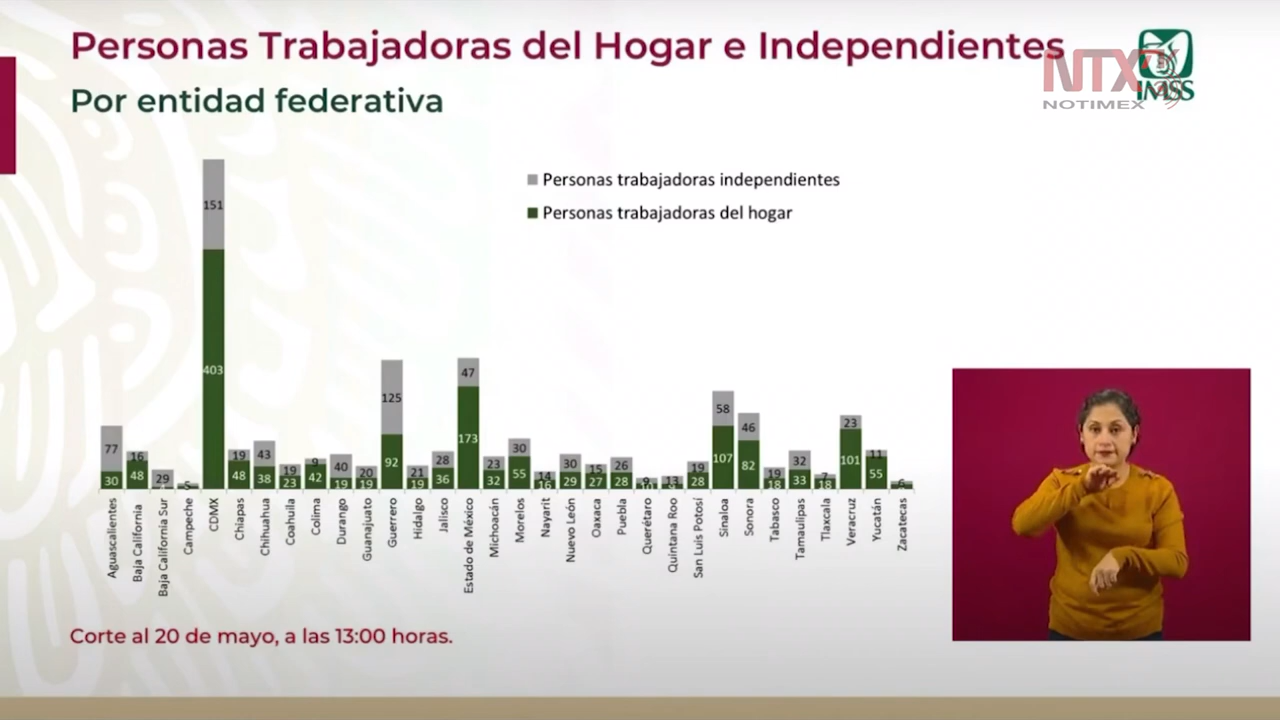 Personas Trabajadoras del Hogar e Independientes
Por entidad federativa
NTX
NOTIMEX
IMSS
Personas trabajadoras independientes
Personas trabajadoras del hogar
151
403
77 16 29 19 43 19 9 40 20 125 21 28 47 23 30 14 30 15 26 9 13 19 58 46 19 32 7 23 11 6
30 48 5 48 38 23 42 19 19 92 19 36 173 32 55 16 29 27 28 28 107 82 18 33 18 101 55
Aguascalientes
Baja California
Baja California Sur
Campeche
CDMX
Chiapas
Chihuahua
Coahuila
Colima
Durango
Guanajuato
Guerrero
Hidalgo
Jalisco
Estado de México
Michoacán
Morelos
Nayarit
Nuevo León
Oaxaca
Puebla
Querétaro
Quintana Roo
San Luis Potosí
Sinaloa
Sonora
Tabasco
Tamaulipas
Tlaxcala
Veracruz
Yucatán
Zacatecas
Corte al 20 de mayo, a las 13:00 horas.